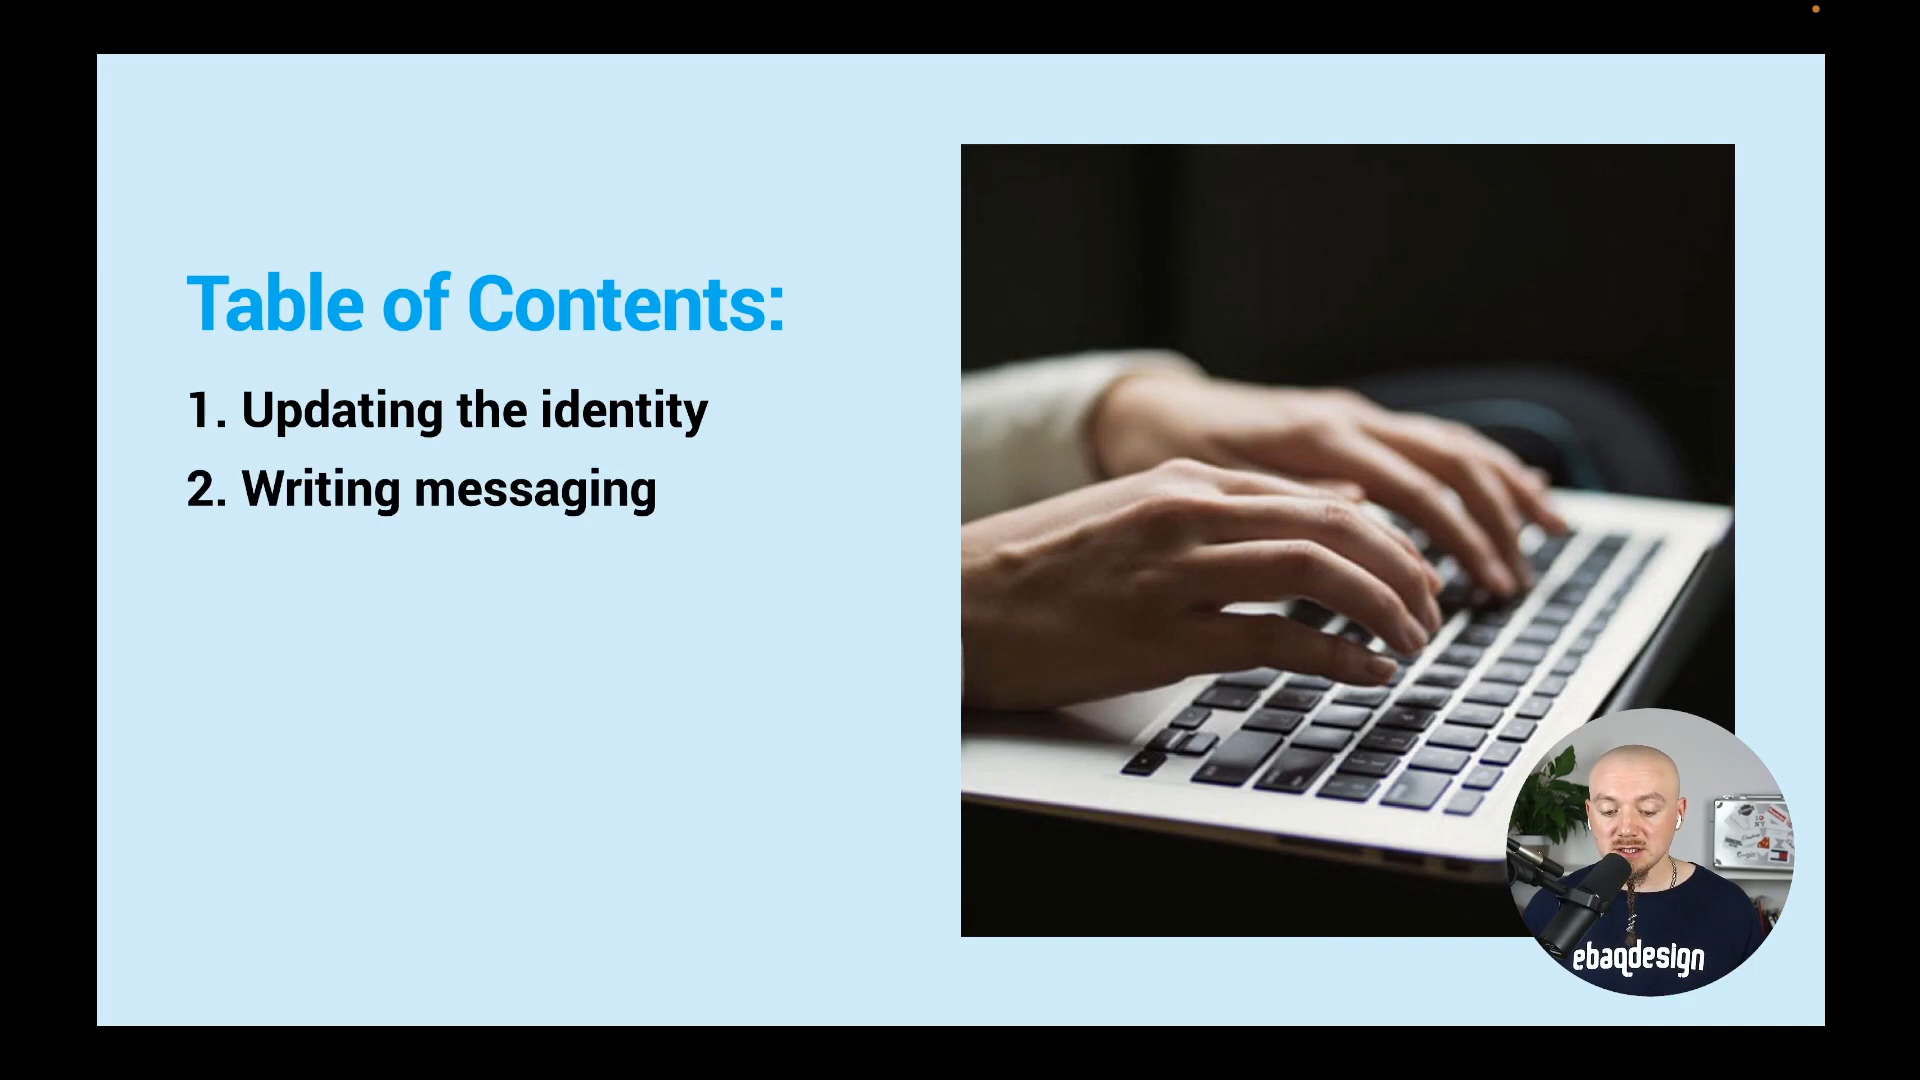 Table of Contents:
1. Updating the identity
2. Writing messaging
ebaqdesign